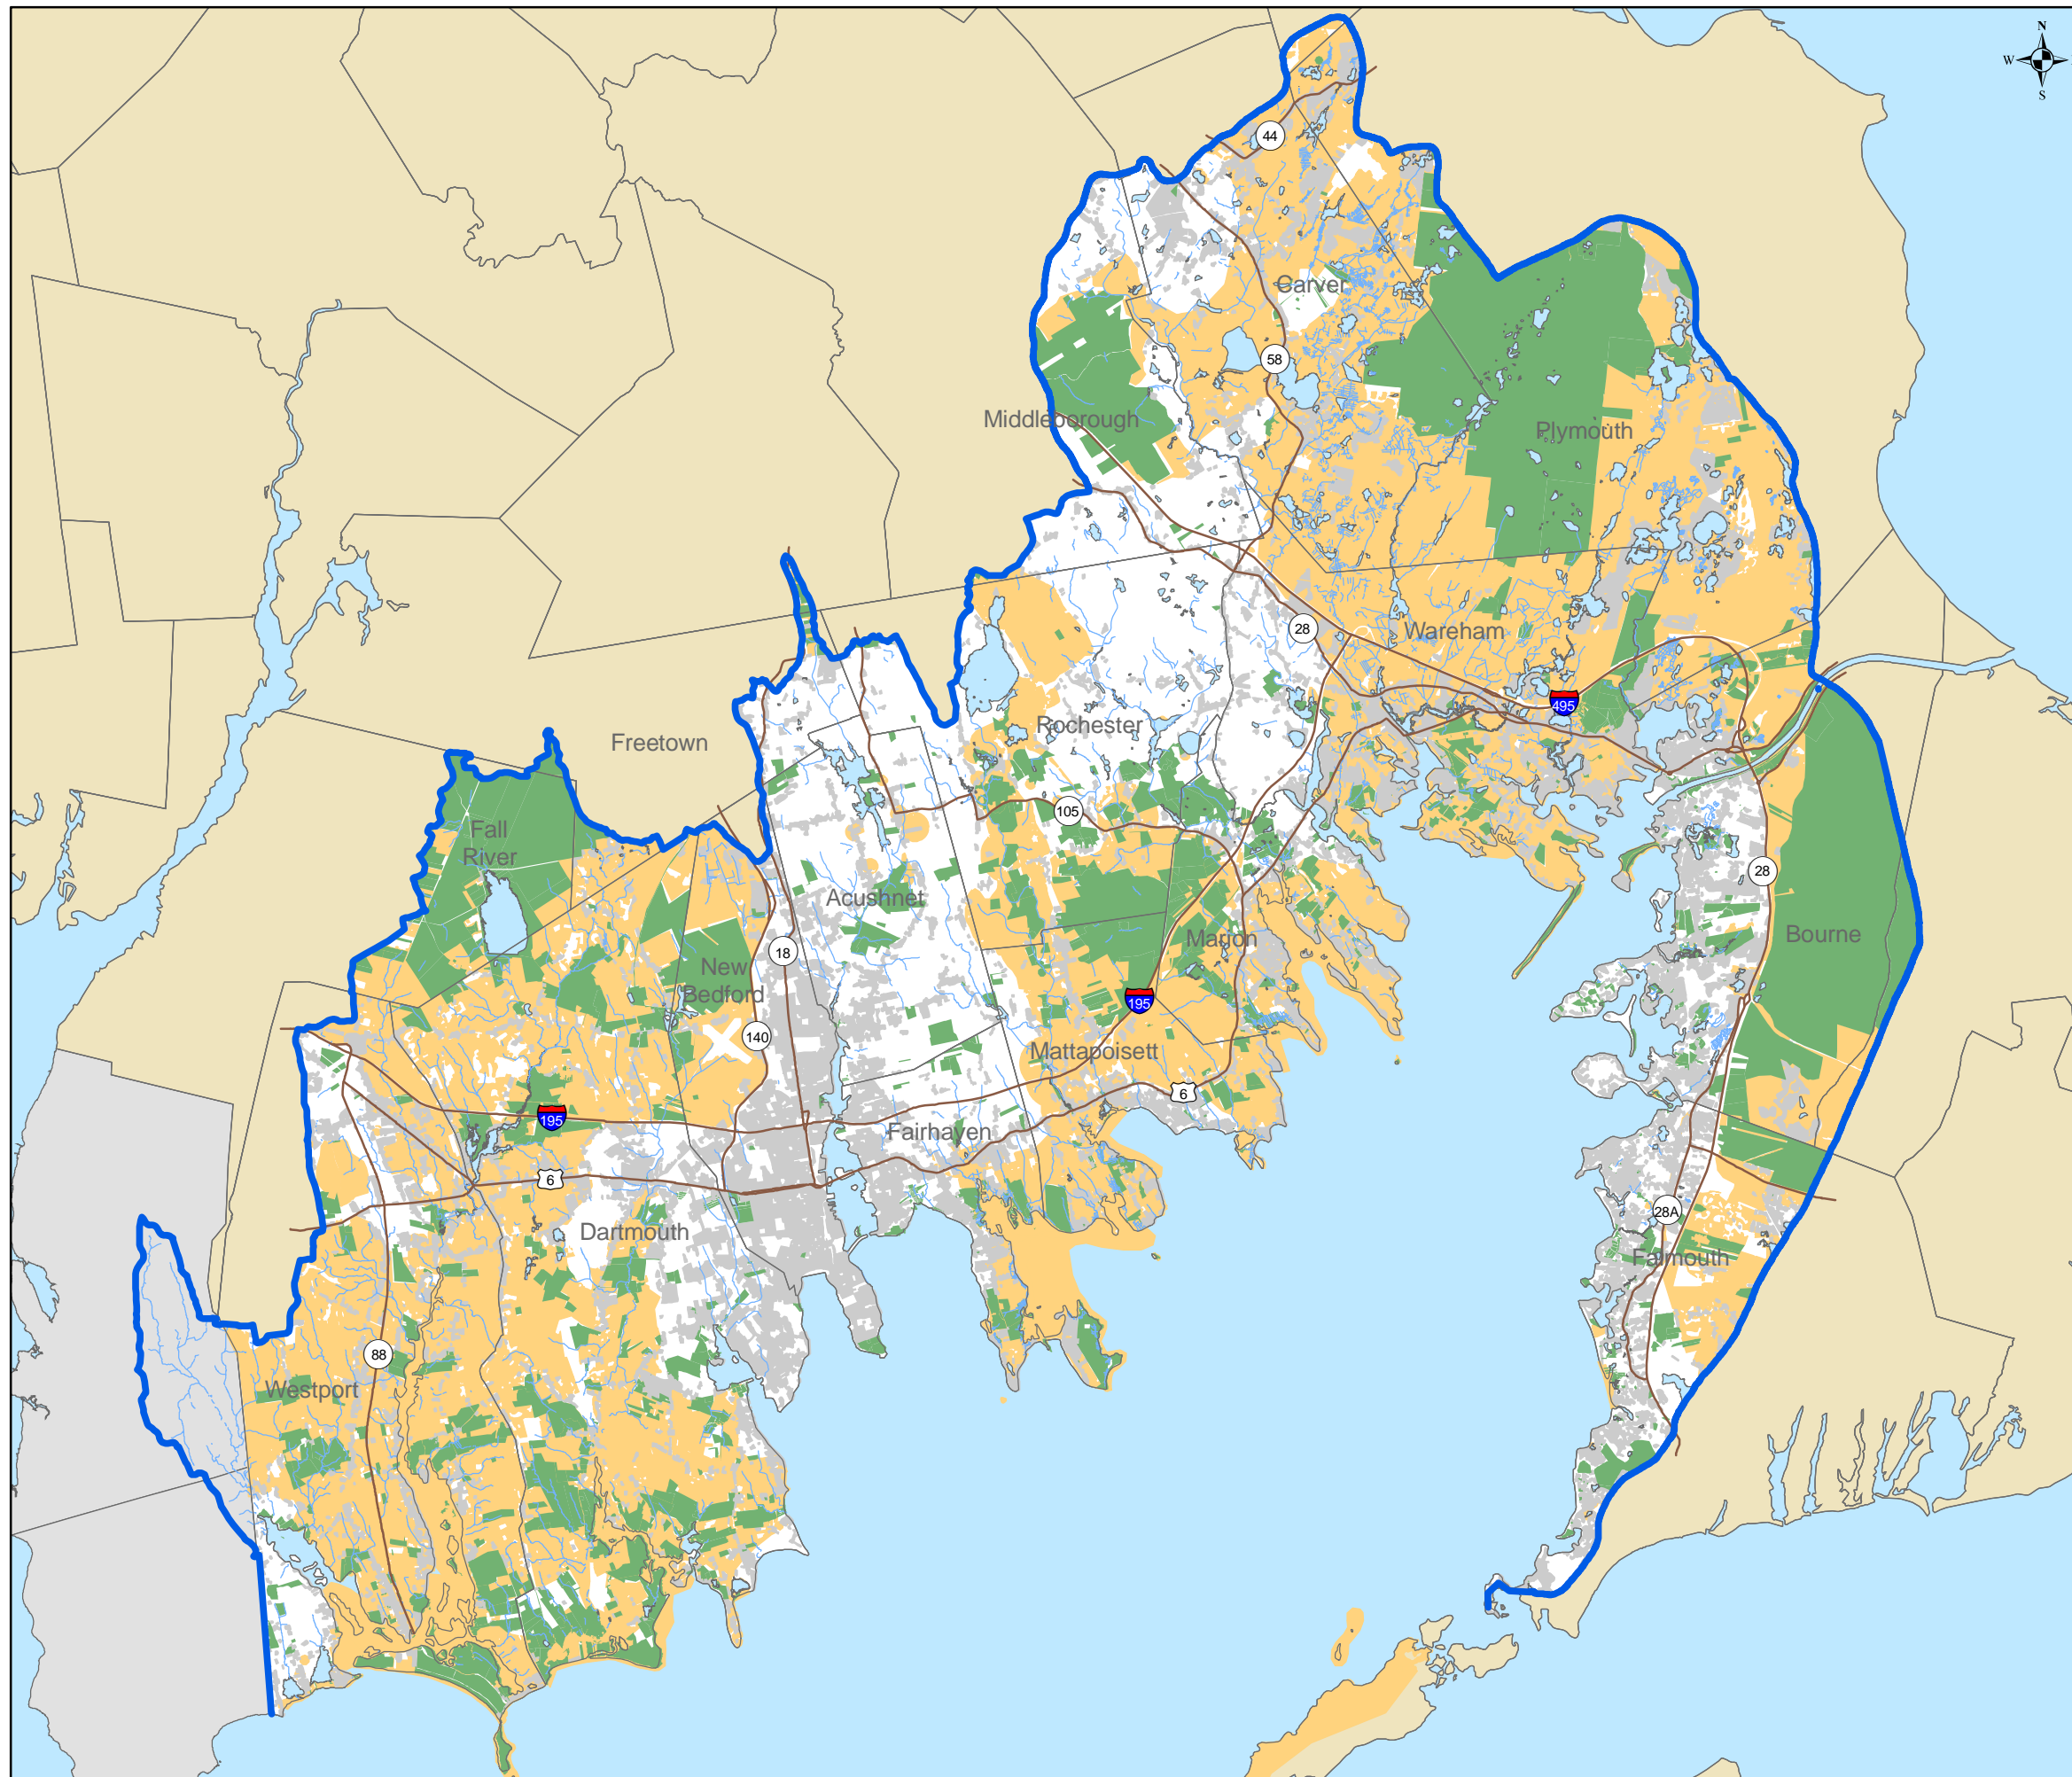 N
W
S
44
Carver
58
Middleborough
Plymouth
28
Wareham
495
Rochester
Freetown
105
Fall
River
28
Acushnet
Bourne
Marion
18
New
Bedford
195
140
Mattapoisett
6
195
Fairhaven
6
28A
Dartmouth
Falmouth
88
Westport